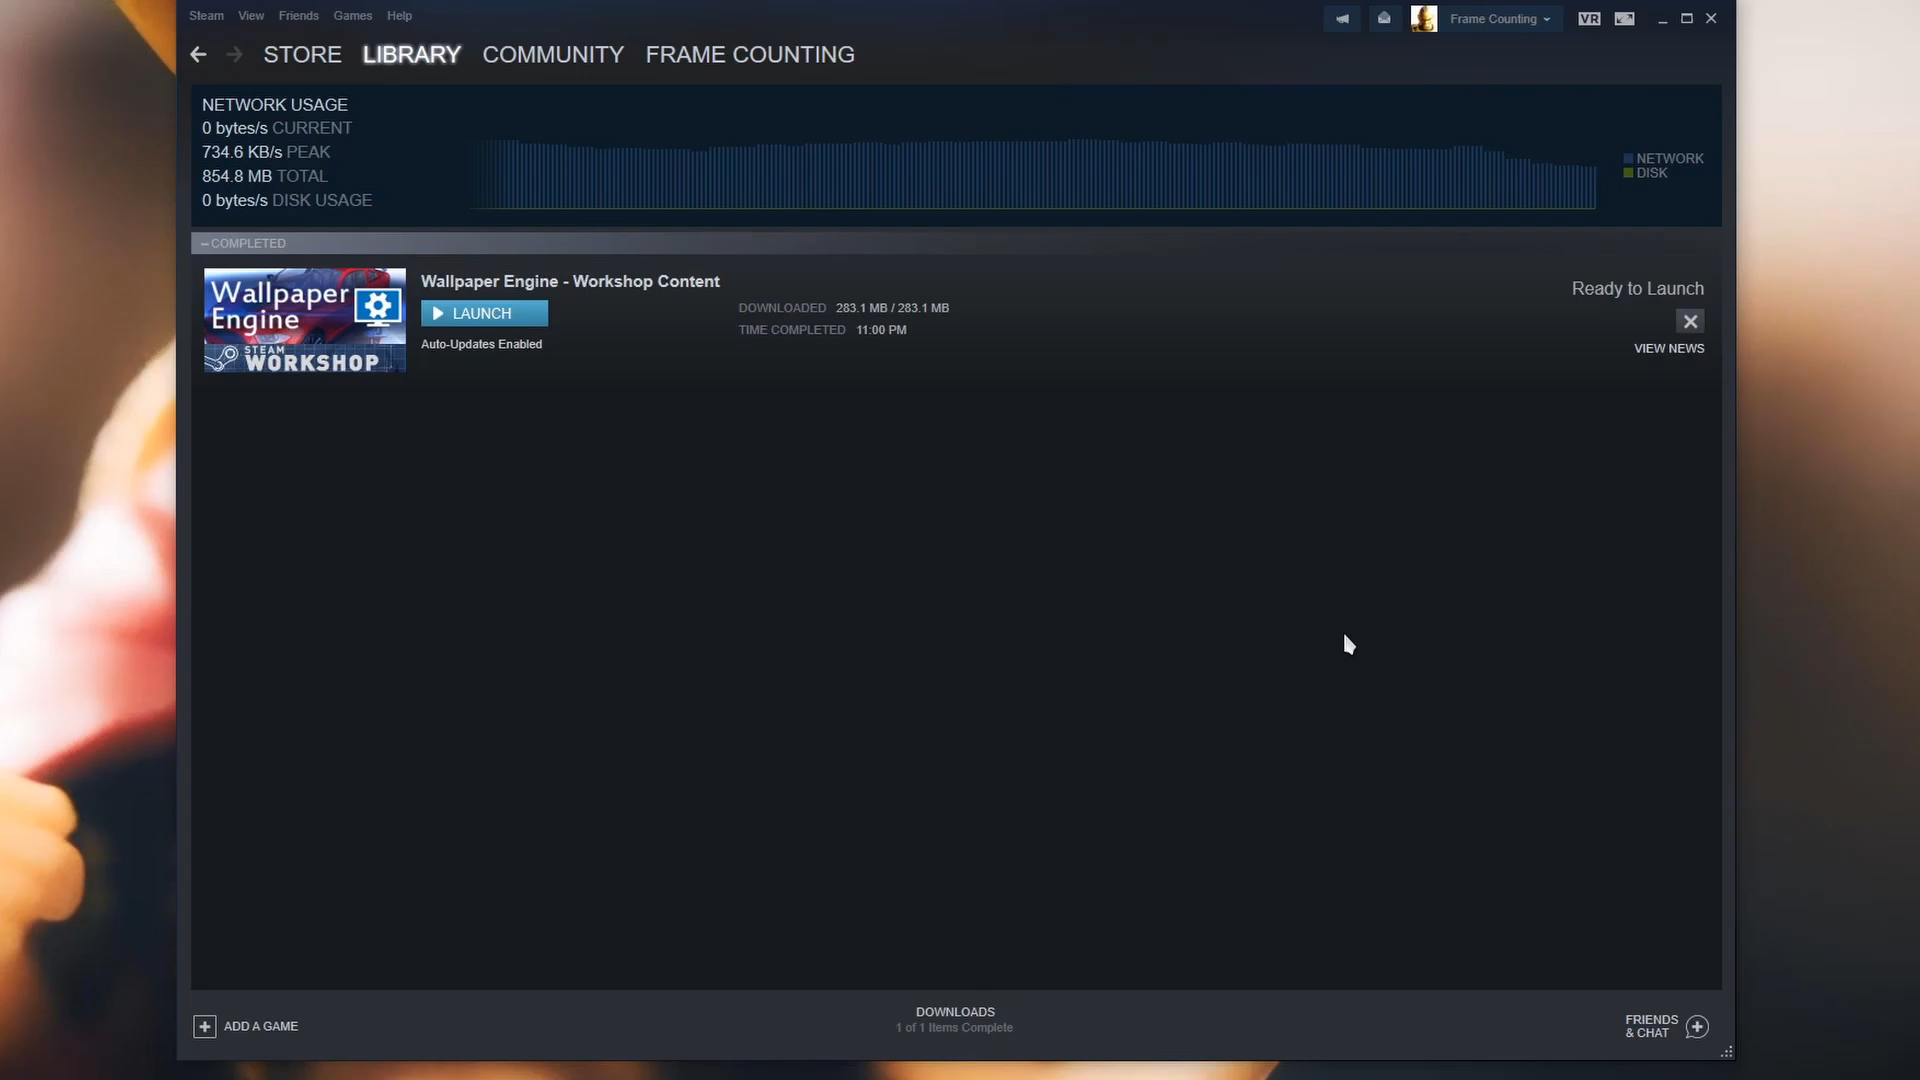 Steam View Friends Games Help
Frame Counting
VR
STORE LIBRARY COMMUNITY FRAME COUNTING
NETWORK USAGE
0 bytes/s CURRENT
734.6 KB/s PEAK
854.8 MB TOTAL
0 bytes/s DISK USAGE
NETWORK
DISK
COMPLETED
Wallpaper
Engine
STEAM
WORKSHOP
Wallpaper Engine - Workshop Content
LAUNCH
Auto-Updates Enabled
DOWNLOADED 283.1 MB / 283.1 MB
TIME COMPLETED 11:00 PM
Ready to Launch
VIEW NEWS
ADD A GAME
DOWNLOADS
1 of 1 Items Complete
FRIENDS
& CHAT